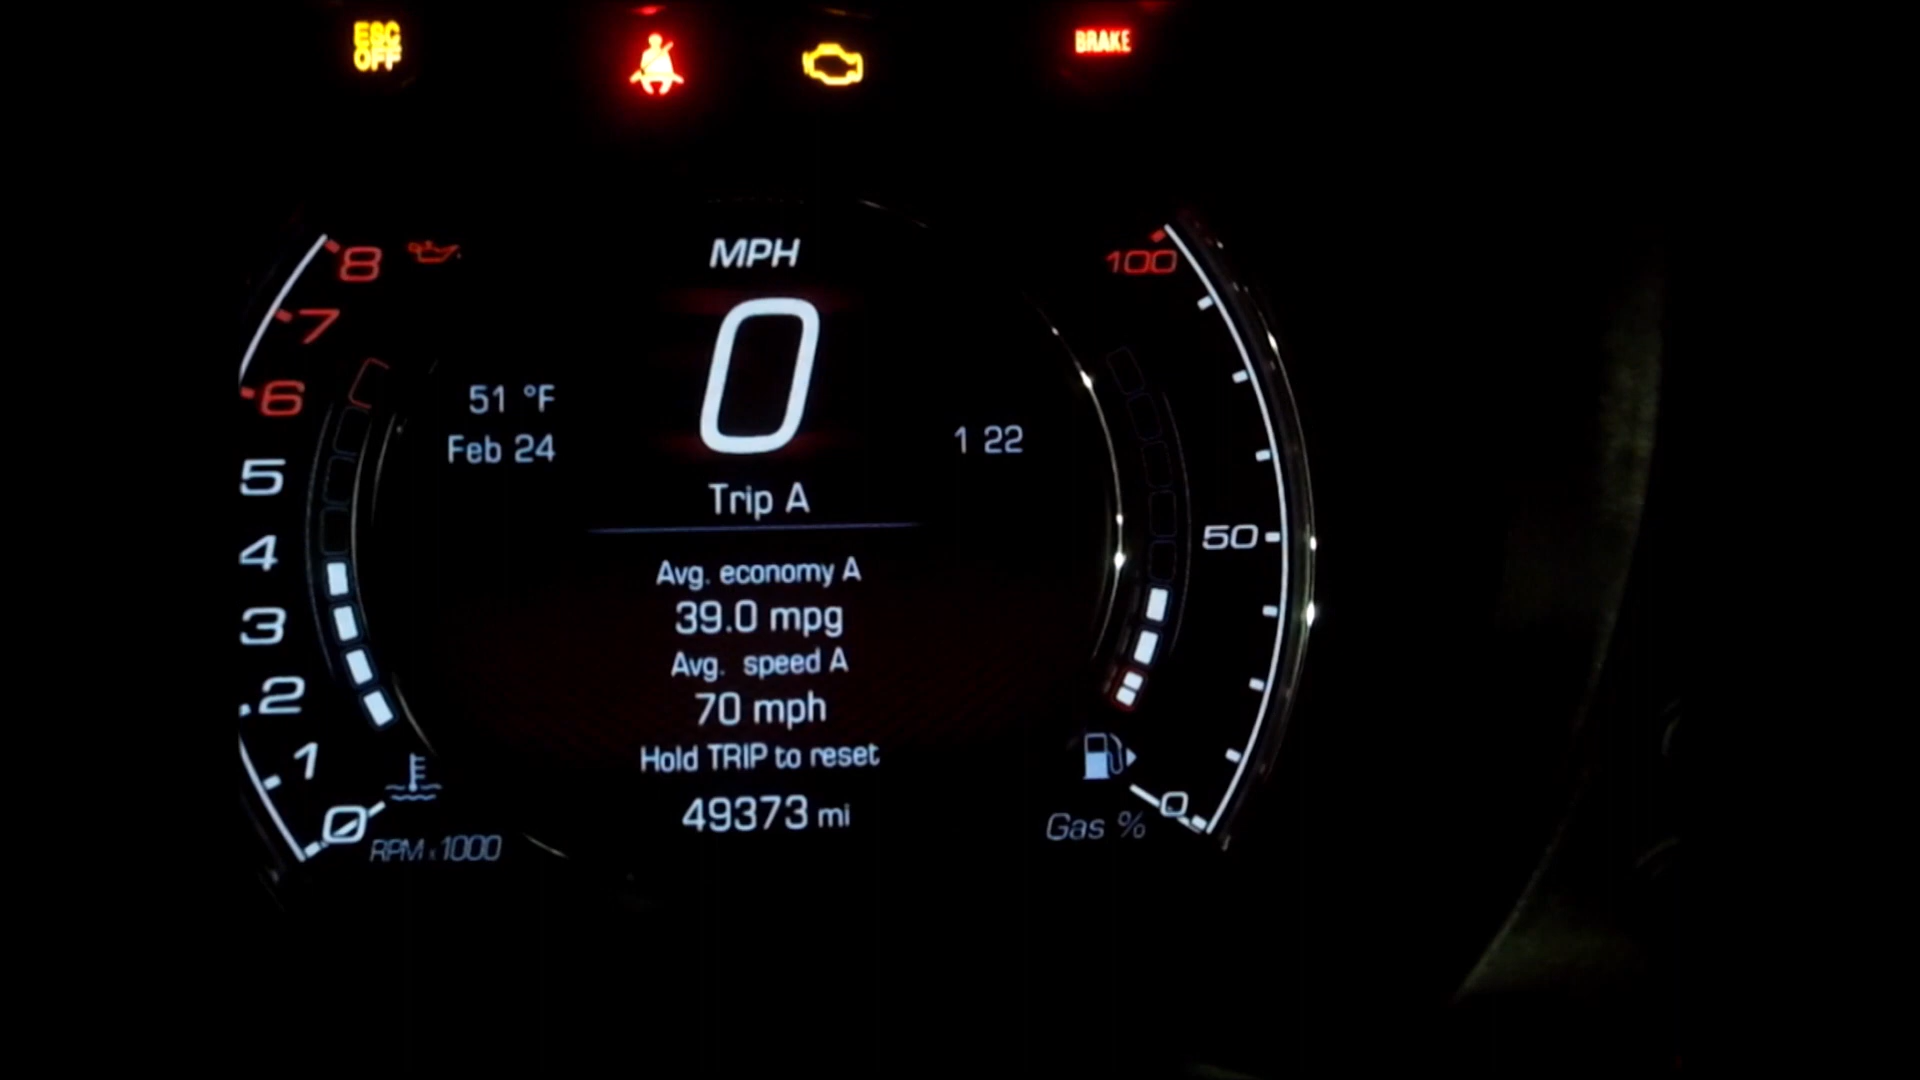 ESC
OFF
BRAKE
MPH
8
7
6
5
4
3
2
1
0
RPM x1000
0
51 °F
Feb 24
1 22
Trip A
Avg. economy A
39.0 mpg
Avg. speed A
70 mph
Hold TRIP to reset
49373 mi
100
50
0
Gas %